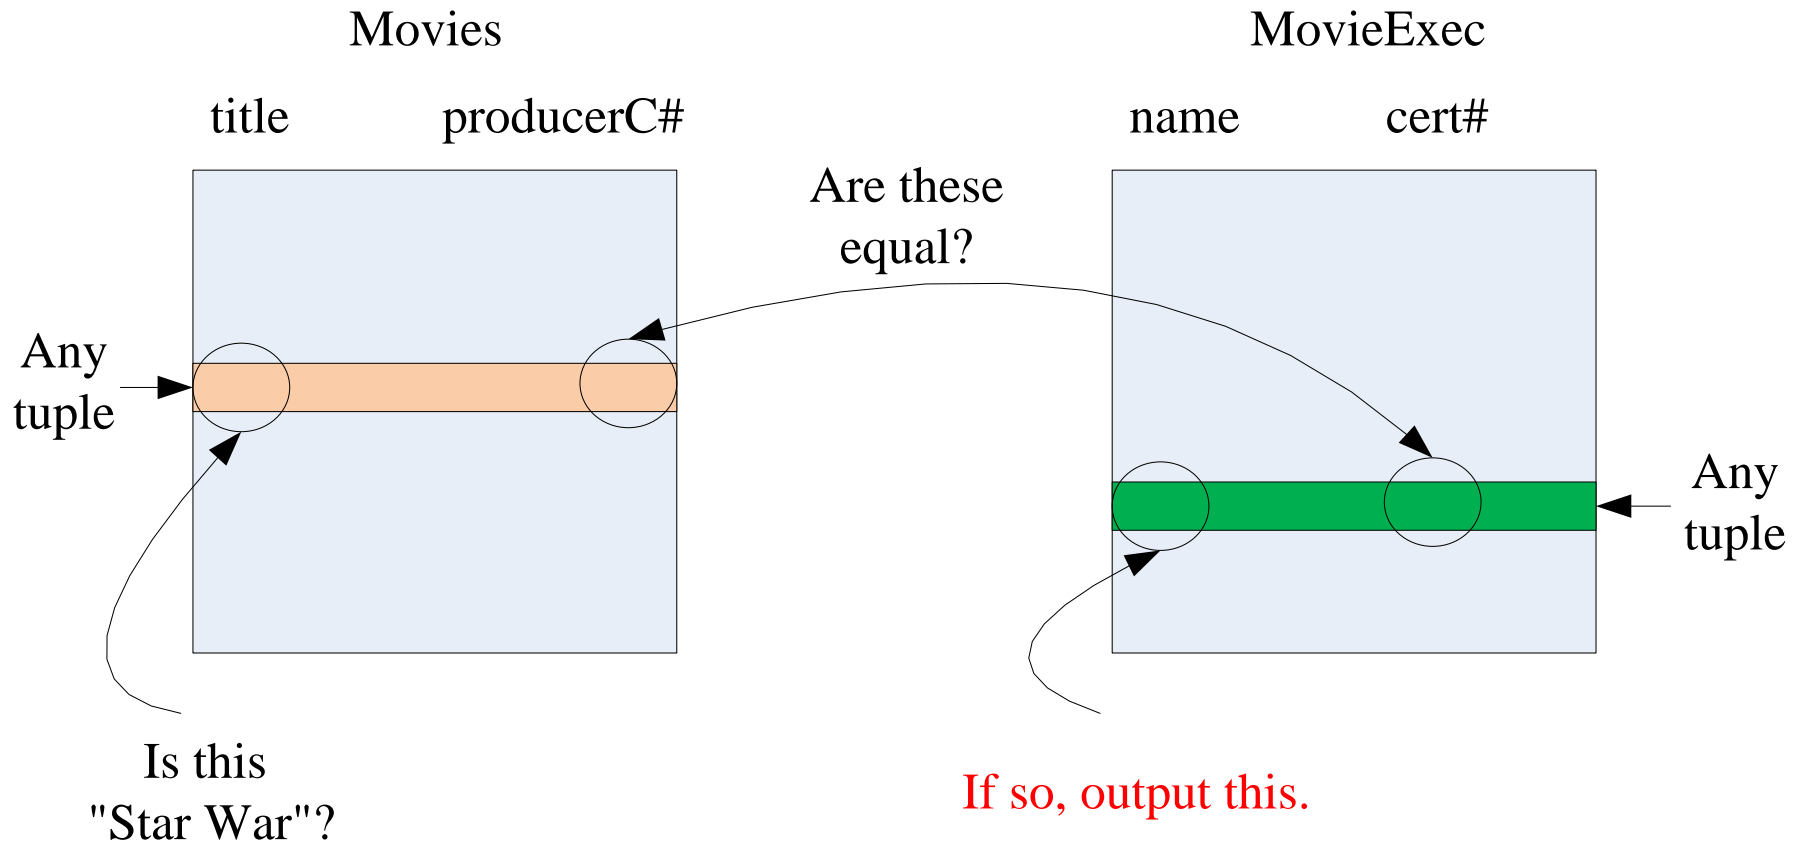 Movies
MovieExec
title
producerC#
name
cert#
Are these
equal?
Any
tuple
Any
tuple
Is this
"Star War"?
If so, output this.